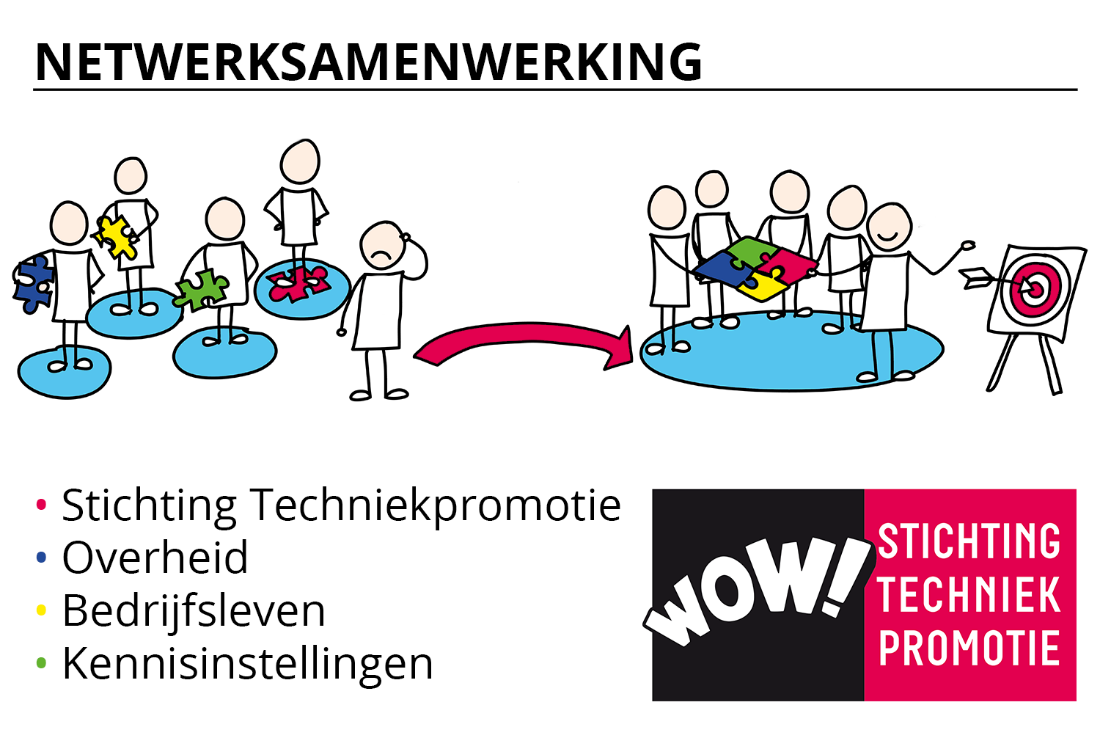 NETWERKSAMENWERKING
• Stichting Techniekpromotie
• Overheid
• Bedrijfsleven
• Kennisinstellingen
WOW!
STICHTING
TECHNIEK
PROMOTIE